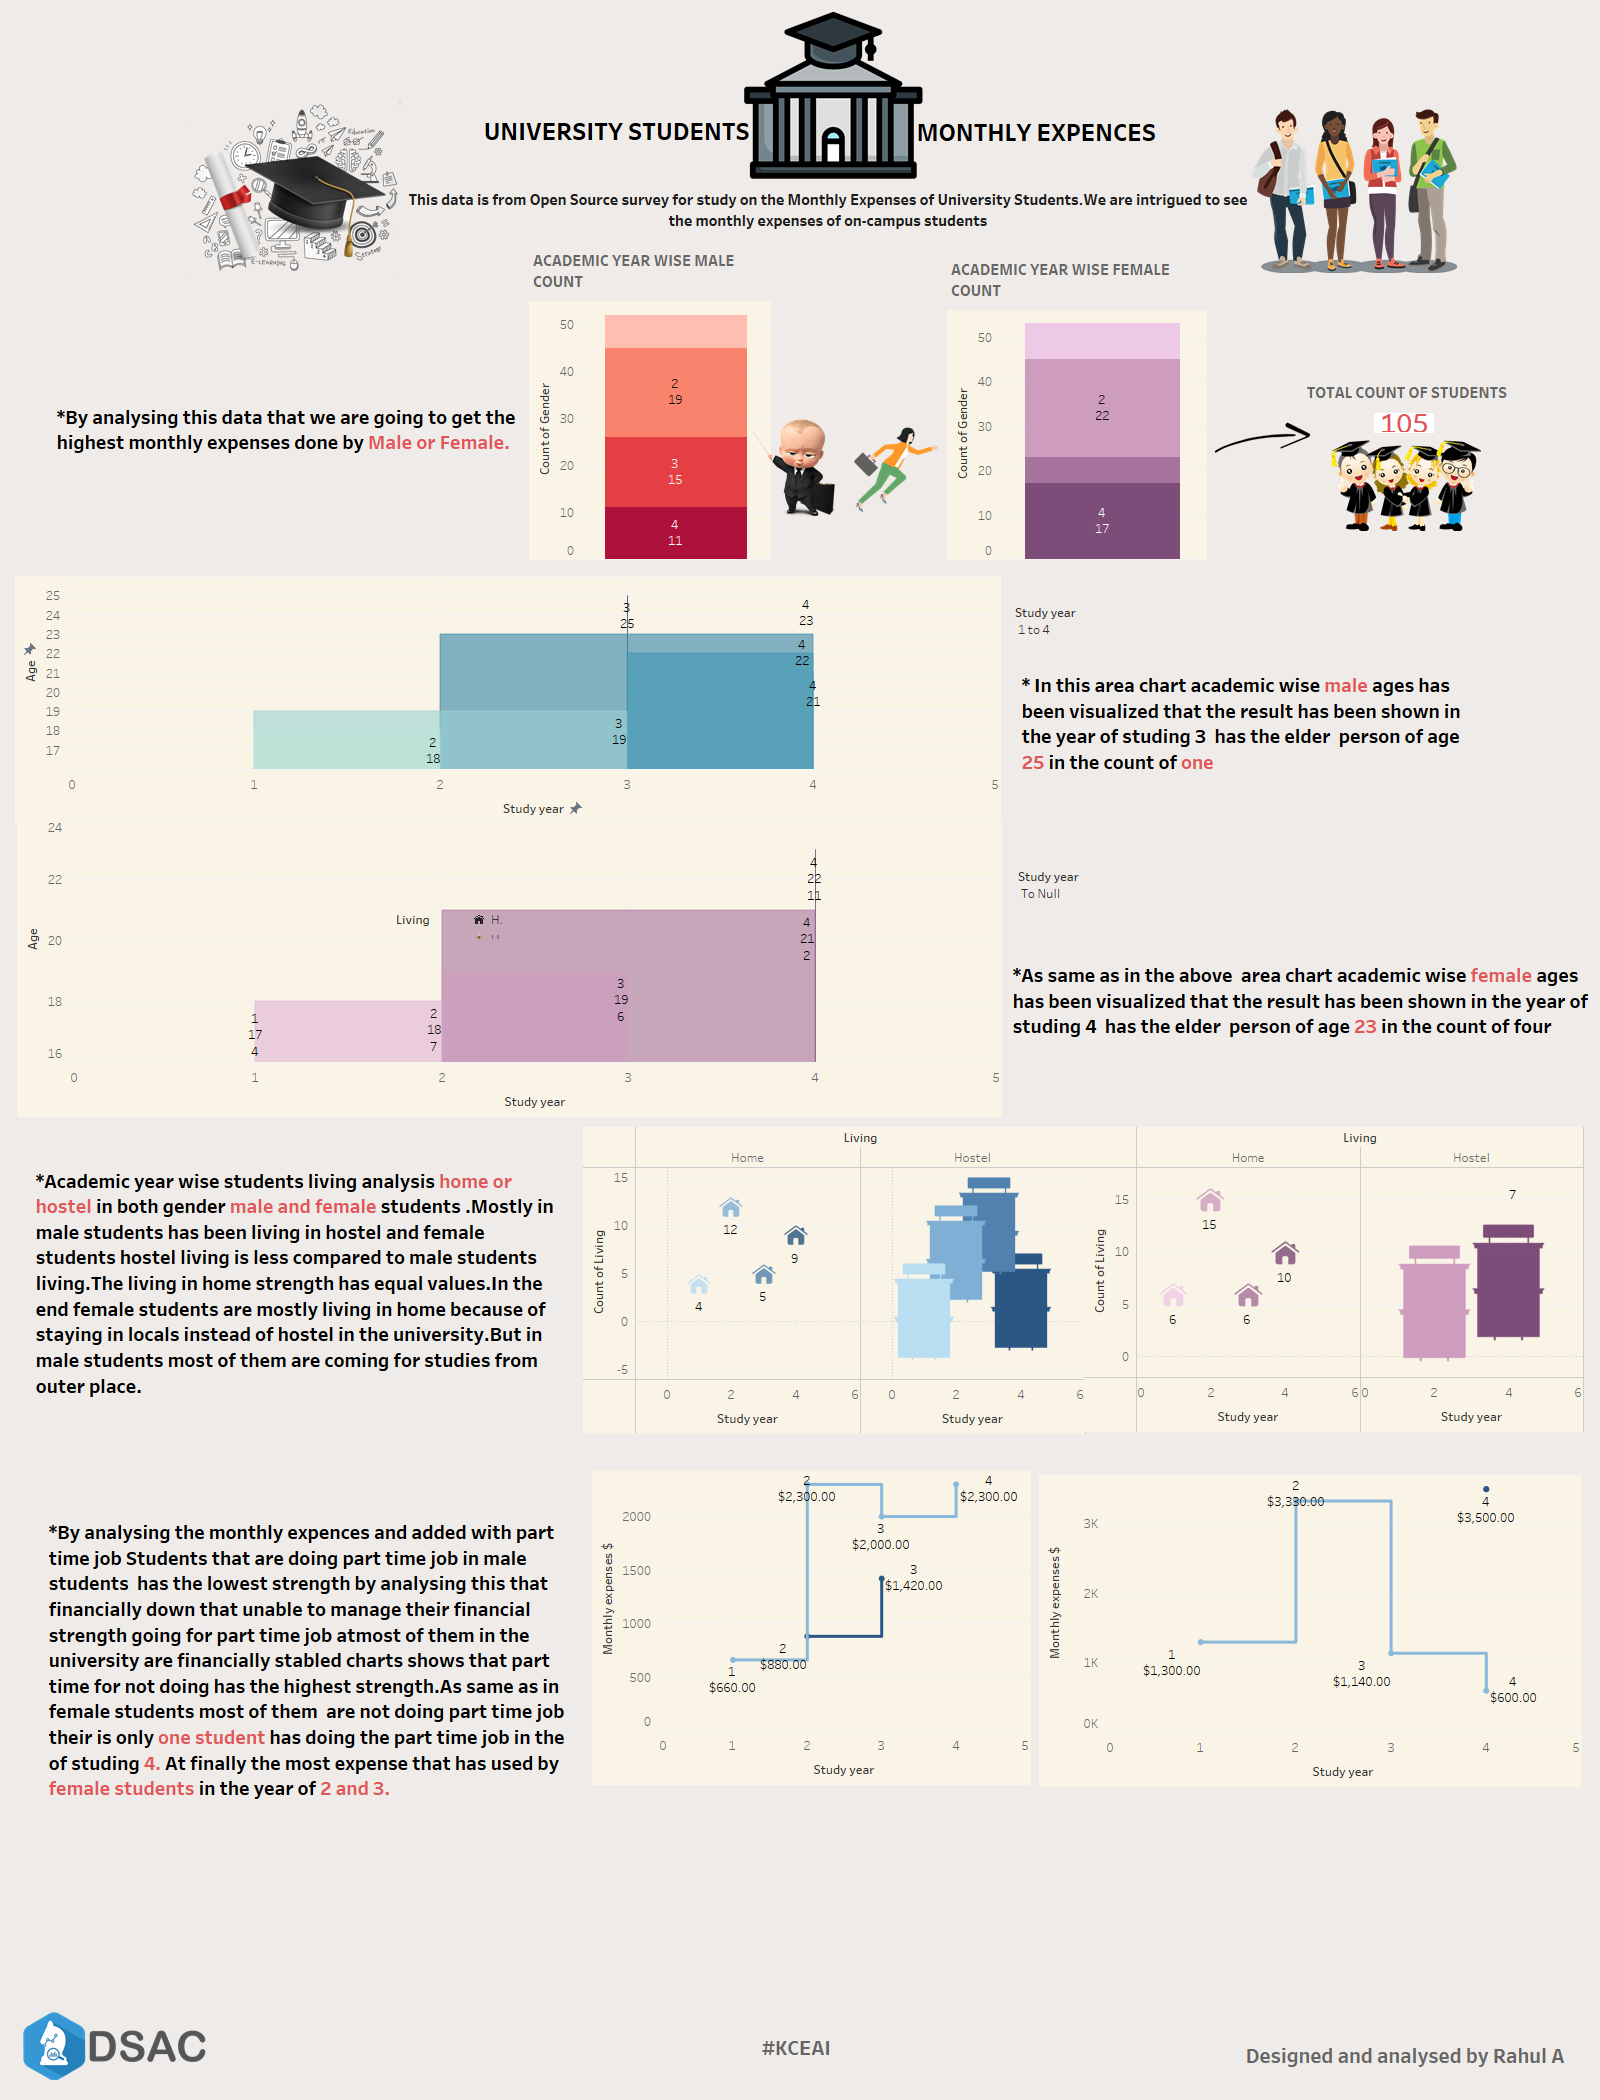 UNIVERSITY STUDENTS
MONTHLY EXPENCES
This data is from Open Source survey for study on the Monthly Expenses of University Students.We are intrigued to see
the monthly expenses of on-campus students
Education
E-LEARNING
Strategy
ACADEMIC YEAR WISE MALE
COUNT
50
40
30
20
10
0
Count of Gender
2
19
3
15
4
11
ACADEMIC YEAR WISE FEMALE
COUNT
50
40
30
20
10
0
Count of Gender
2
22
4
17
TOTAL COUNT OF STUDENTS
105
*By analysing this data that we are going to get the
highest monthly expenses done by Male or Female.
25
24
23
22
21
20
19
18
17
Age
3
25
4
23
4
22
4
21
3
19
2
18
0 1 2 3 4 5
Study year
Study year
1 to 4
* In this area chart academic wise male ages has
been visualized that the result has been shown in
the year of studing 3 has the elder person of age
25 in the count of one
24
22
20
18
16
Age
Living
H.
4
22
11
4
21
2
3
19
6
2
18
7
1
17
4
0 1 2 3 4 5
Study year
Study year
To Null
*As same as in the above area chart academic wise female ages
has been visualized that the result has been shown in the year of
studing 4 has the elder person of age 23 in the count of four
*Academic year wise students living analysis home or
hostel in both gender male and female students .Mostly in
male students has been living in hostel and female
students hostel living is less compared to male students
living.The living in home strength has equal values.In the
end female students are mostly living in home because of
staying in locals instead of hostel in the university.But in
male students most of them are coming for studies from
outer place.
Living
Home Hostel
15
10
5
0
-5
Count of Living
12
9
5
4
0 2 4 6 0 2 4 6
Study year Study year
Living
Home Hostel
15
10
5
0
Count of Living
15
10
6
6
7
0 2 4 6 0 2 4 6
Study year Study year
*By analysing the monthly expences and added with part
time job Students that are doing part time job in male
students has the lowest strength by analysing this that
financially down that unable to manage their financial
strength going for part time job atmost of them in the
university are financially stabled charts shows that part
time for not doing has the highest strength.As same as in
female students most of them are not doing part time job
their is only one student has doing the part time job in the
of studing 4. At finally the most expense that has used by
female students in the year of 2 and 3.
2000
1500
1000
500
0
Monthly expenses $
2
$2,300.00
4
$2,300.00
3
$2,000.00
3
$1,420.00
2
$880.00
1
$660.00
0 1 2 3 4 5
Study year
3K
2K
1K
0K
Monthly expenses $
2
$3,330.00
4
$3,500.00
1
$1,300.00
3
$1,140.00
4
$600.00
0 1 2 3 4 5
Study year
DSAC
#KCEAI
Designed and analysed by Rahul A